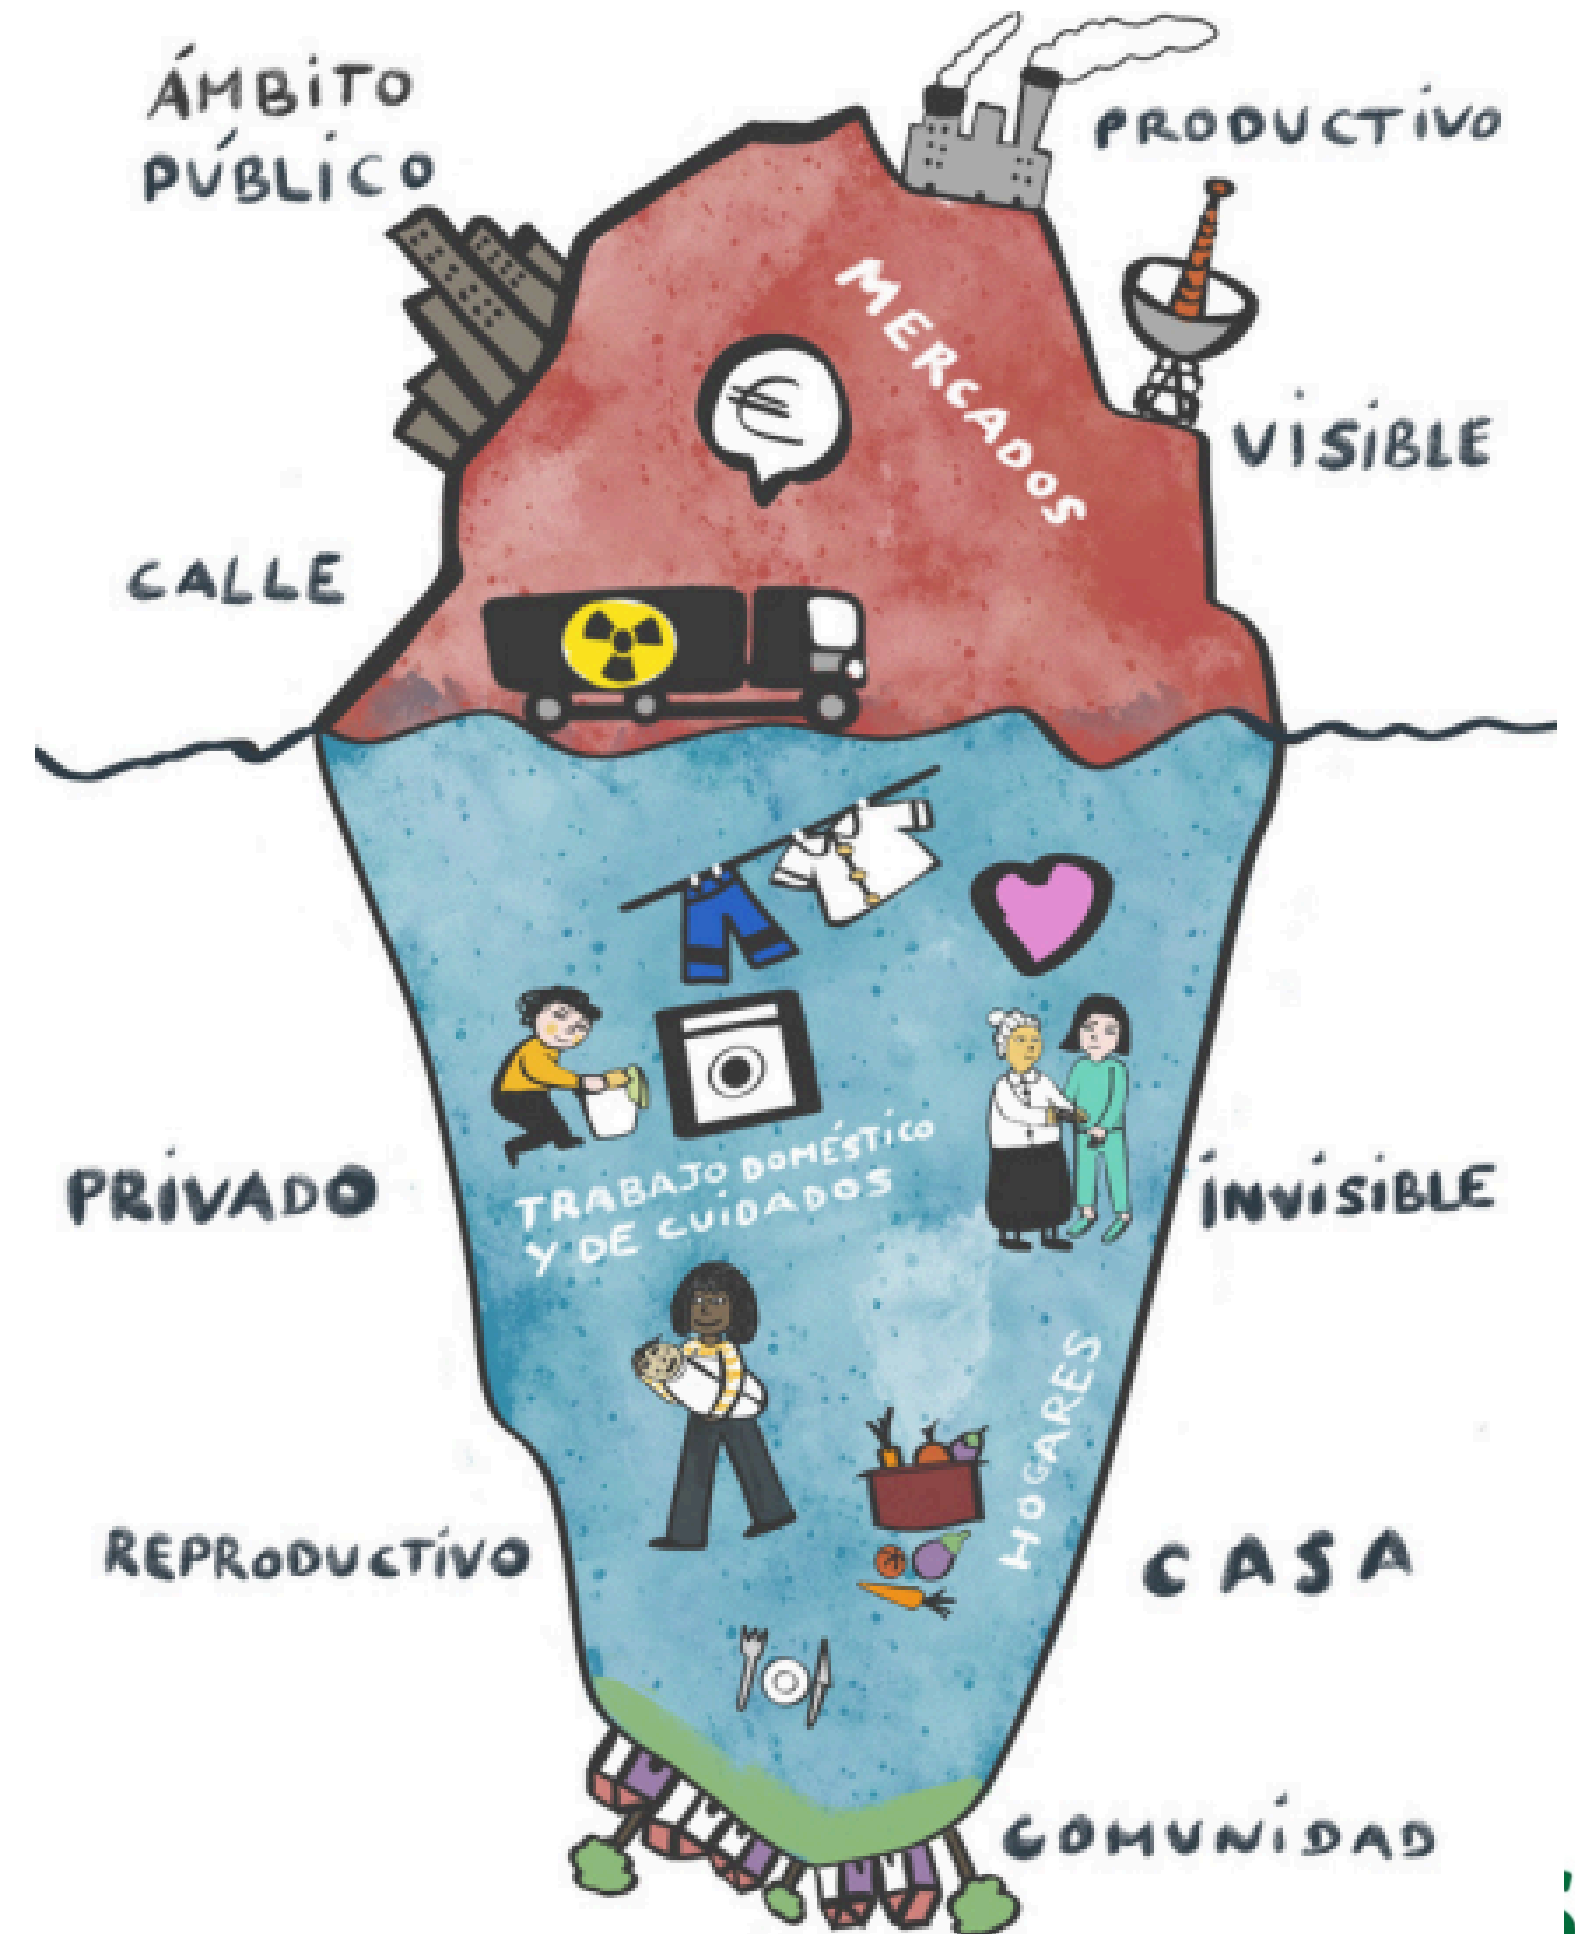 ÁMBITO
PÚBLICO
PRODUCTIVO
MERCADOS
€
VISIBLE
CALLE
TRABAJO DOMÉSTICO
Y DE CUIDADOS
PRIVADO
INVISIBLE
HOGARES
REPRODUCTIVO
CASA
COMUNIDAD